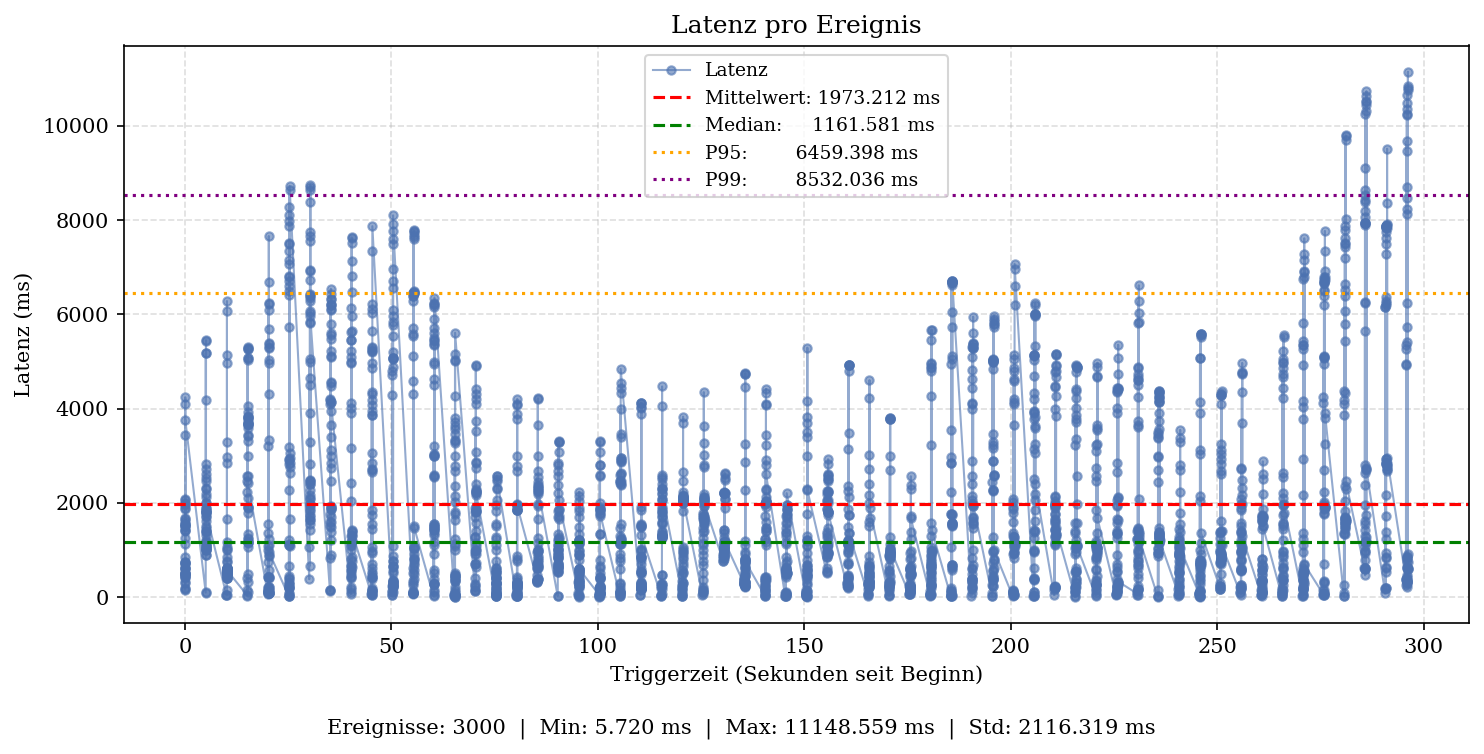 Latenz pro Ereignis
Latenz
Mittelwert: 1973.212 ms
Median: 1161.581 ms
P95: 6459.398 ms
P99: 8532.036 ms
Latenz (ms)
10000
8000
6000
4000
2000
0
0 50 100 150 200 250 300
Triggerzeit (Sekunden seit Beginn)
Ereignisse: 3000 | Min: 5.720 ms | Max: 11148.559 ms | Std: 2116.319 ms